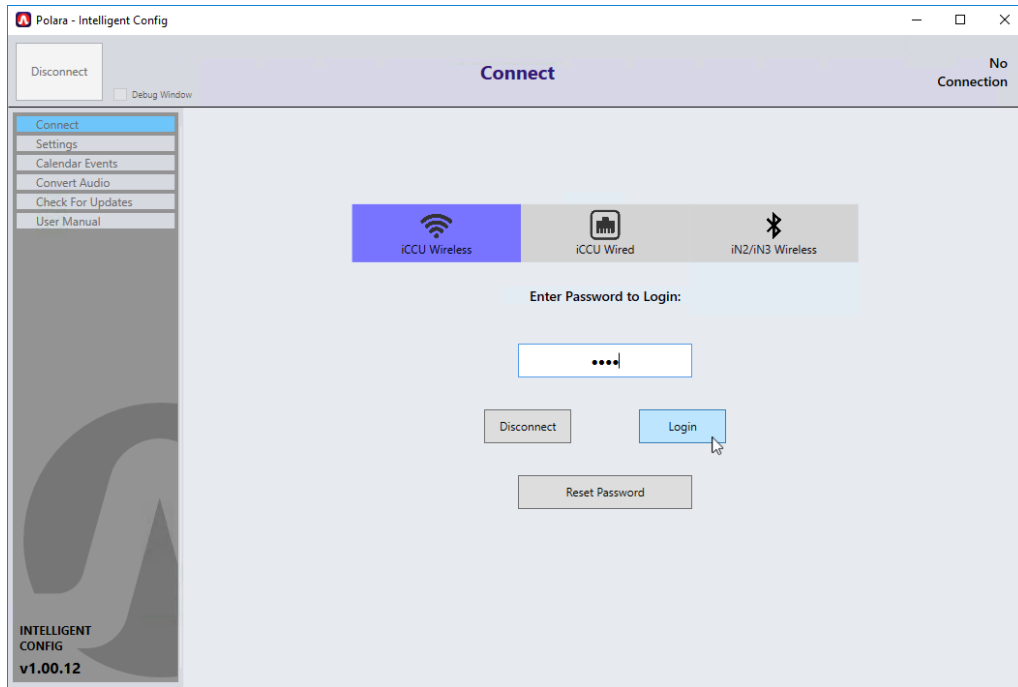 Polara - Intelligent Config
Disconnect
Debug Window
Connect
No
Connection
Connect
Settings
Calendar Events
Convert Audio
Check For Updates
User Manual
iCCU Wireless
iCCU Wired
iN2/iN3 Wireless
Enter Password to Login:
••••
Disconnect
Login
Reset Password
INTELLIGENT
CONFIG
v1.00.12